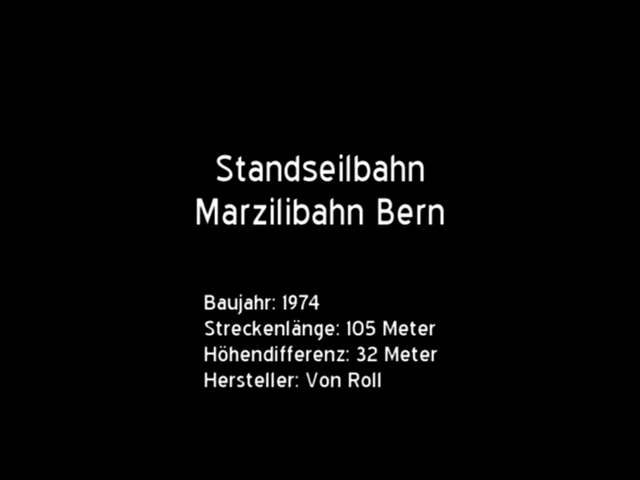 Standseilbahn
Marzilibahn Bern
Baujahr: 1974
Streckenlänge: 105 Meter
Höhendifferenz: 32 Meter
Hersteller: Von Roll